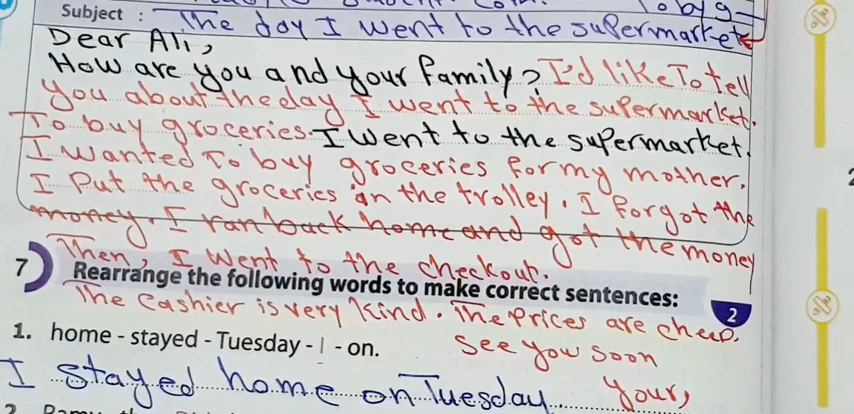 Subject : The day I went to the supermarket
Dear Ali,
How are you and your family? I'd like To tell
you about the day I went to the supermarket.
To buy groceries. I went to the supermarket.
I wanted To buy groceries for my mother.
I Put the groceries in the trolley. I forgot the
money. I ran back home and got the money
Then, I went to the checkout.
7 Rearrange the following words to make correct sentences: 2
The cashier is very kind. The Prices are cheap.
1. home - stayed - Tuesday - I - on.
See you soon
I stayed home on Tuesday. Your,